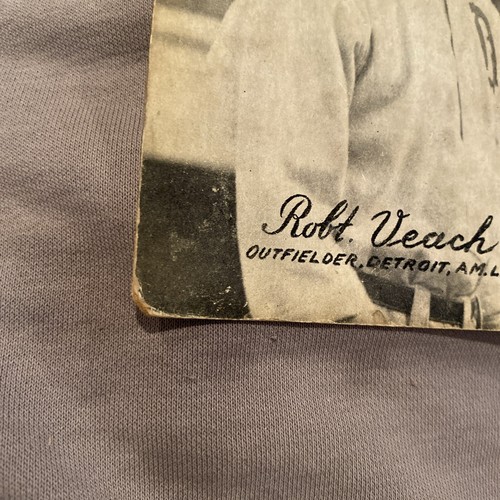 D
Robt. Veach
OUTFIELDER, DETROIT, AM. L